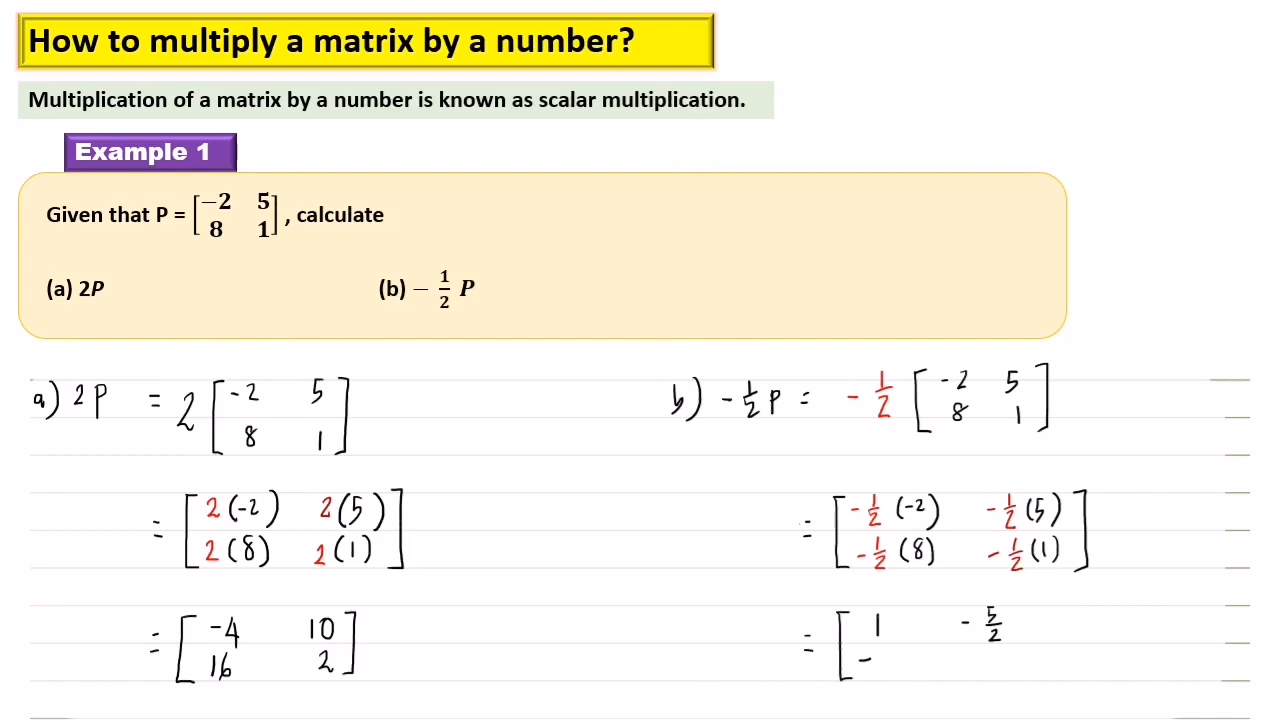 How to multiply a matrix by a number?
Multiplication of a matrix by a number is known as scalar multiplication.
Example 1
Given that P = [−2 5
8 1], calculate
(a) 2P (b) − 1/2 P
a) 2P = 2 [-2 5
8 1]
= [2(-2) 2(5)
2(8) 2(1)]
= [-4 10
16 2]
b) -1/2 P = -1/2 [-2 5
8 1]
= [-1/2(-2) -1/2(5)
-1/2(8) -1/2(1)]
= [1 -5/2
-